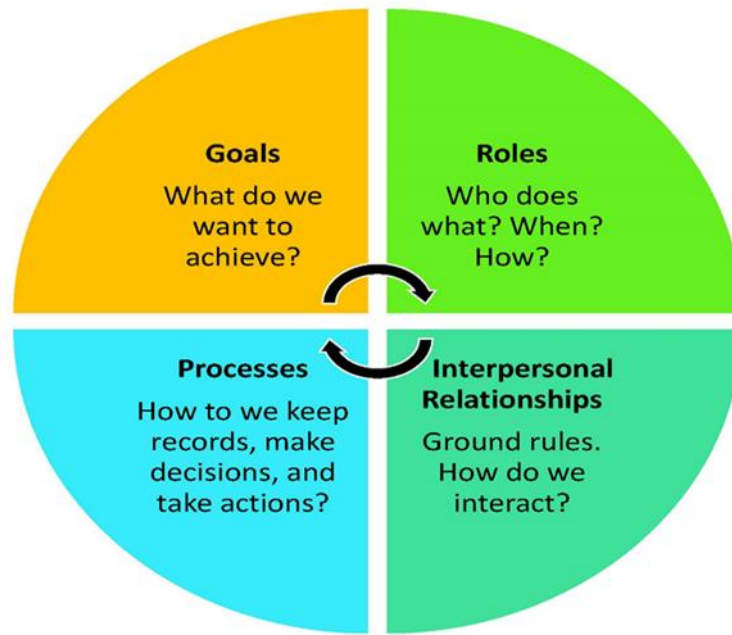 Goals
What do we
want to
achieve?
Roles
Who does
what? When?
How?
Processes
How to we keep
records, make
decisions, and
take actions?
Interpersonal
Relationships
Ground rules.
How do we
interact?